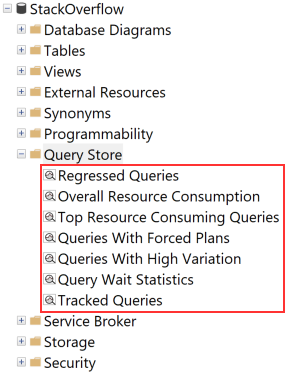 StackOverflow
Database Diagrams
Tables
Views
External Resources
Synonyms
Programmability
Query Store
Regressed Queries
Overall Resource Consumption
Top Resource Consuming Queries
Queries With Forced Plans
Queries With High Variation
Query Wait Statistics
Tracked Queries
Service Broker
Storage
Security